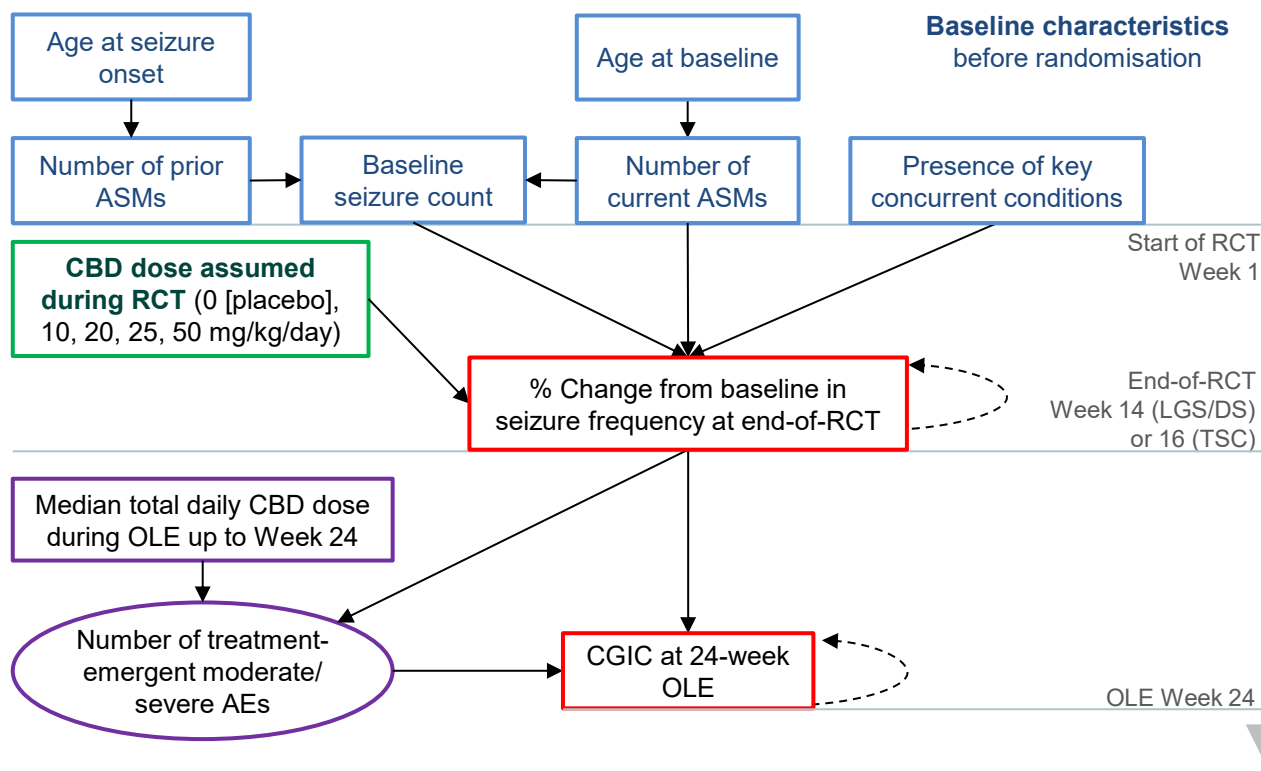 Age at seizure
onset
Age at baseline
Baseline characteristics
before randomisation
Number of prior
ASMs
Baseline
seizure count
Number of
current ASMs
Presence of key
concurrent conditions
Start of RCT
Week 1
CBD dose assumed
during RCT (0 [placebo],
10, 20, 25, 50 mg/kg/day)
% Change from baseline in
seizure frequency at end-of-RCT
End-of-RCT
Week 14 (LGS/DS)
or 16 (TSC)
Median total daily CBD dose
during OLE up to Week 24
Number of treatment-
emergent moderate/
severe AEs
CGIC at 24-week
OLE
OLE Week 24